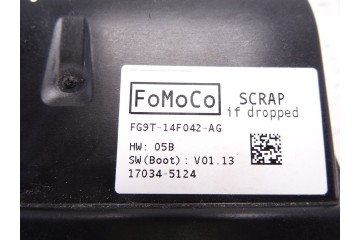 FoMoCo
SCRAP
if dropped
FG9T-14F042-AG
HW: 05B
SW(Boot): V01.13
17034-5124